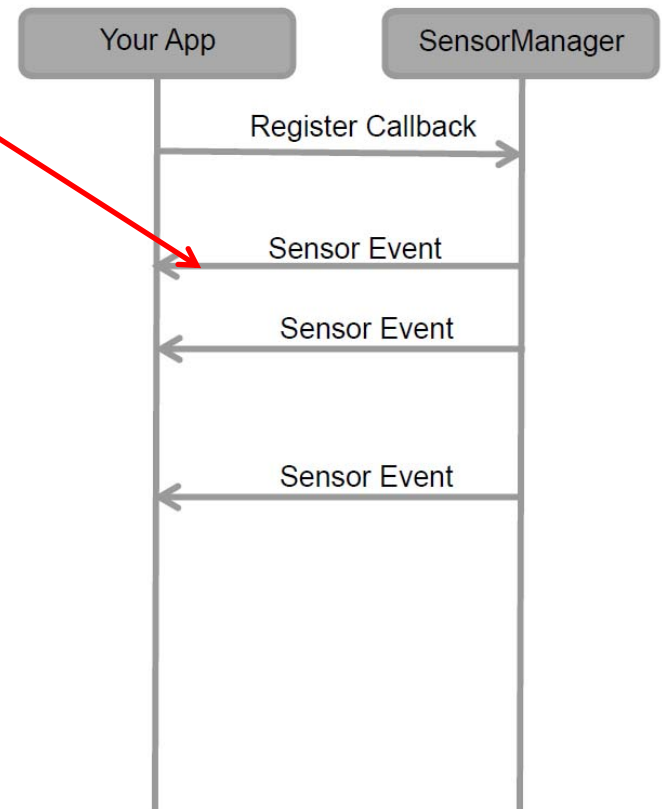 Your App
SensorManager
Register Callback
Sensor Event
Sensor Event
Sensor Event